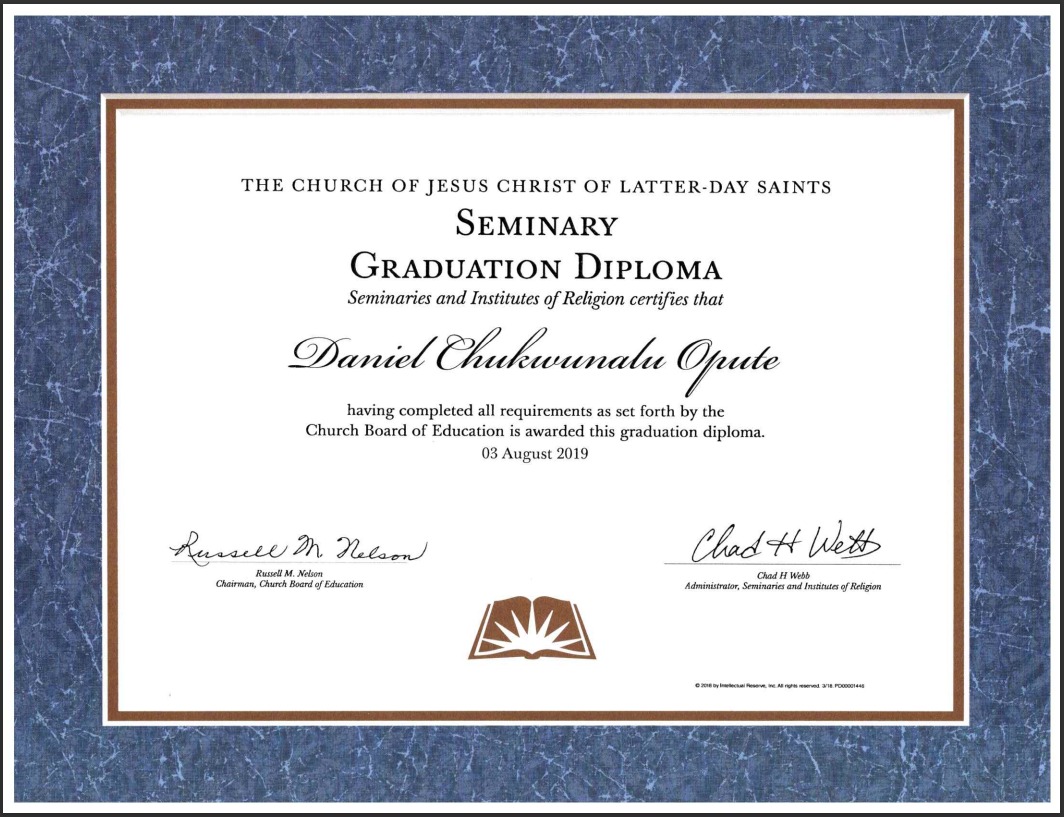 THE CHURCH OF JESUS CHRIST OF LATTER-DAY SAINTS
SEMINARY
GRADUATION DIPLOMA
Seminaries and Institutes of Religion certifies that
Daniel Chukwunalu Opute
having completed all requirements as set forth by the
Church Board of Education is awarded this graduation diploma.
03 August 2019
Russell M. Nelson
Russell M. Nelson
Chairman, Church Board of Education
Chad H Webb
Chad H Webb
Administrator, Seminaries and Institutes of Religion
© 2018 by Intellectual Reserve, Inc. All rights reserved. 3/18. PD00001446